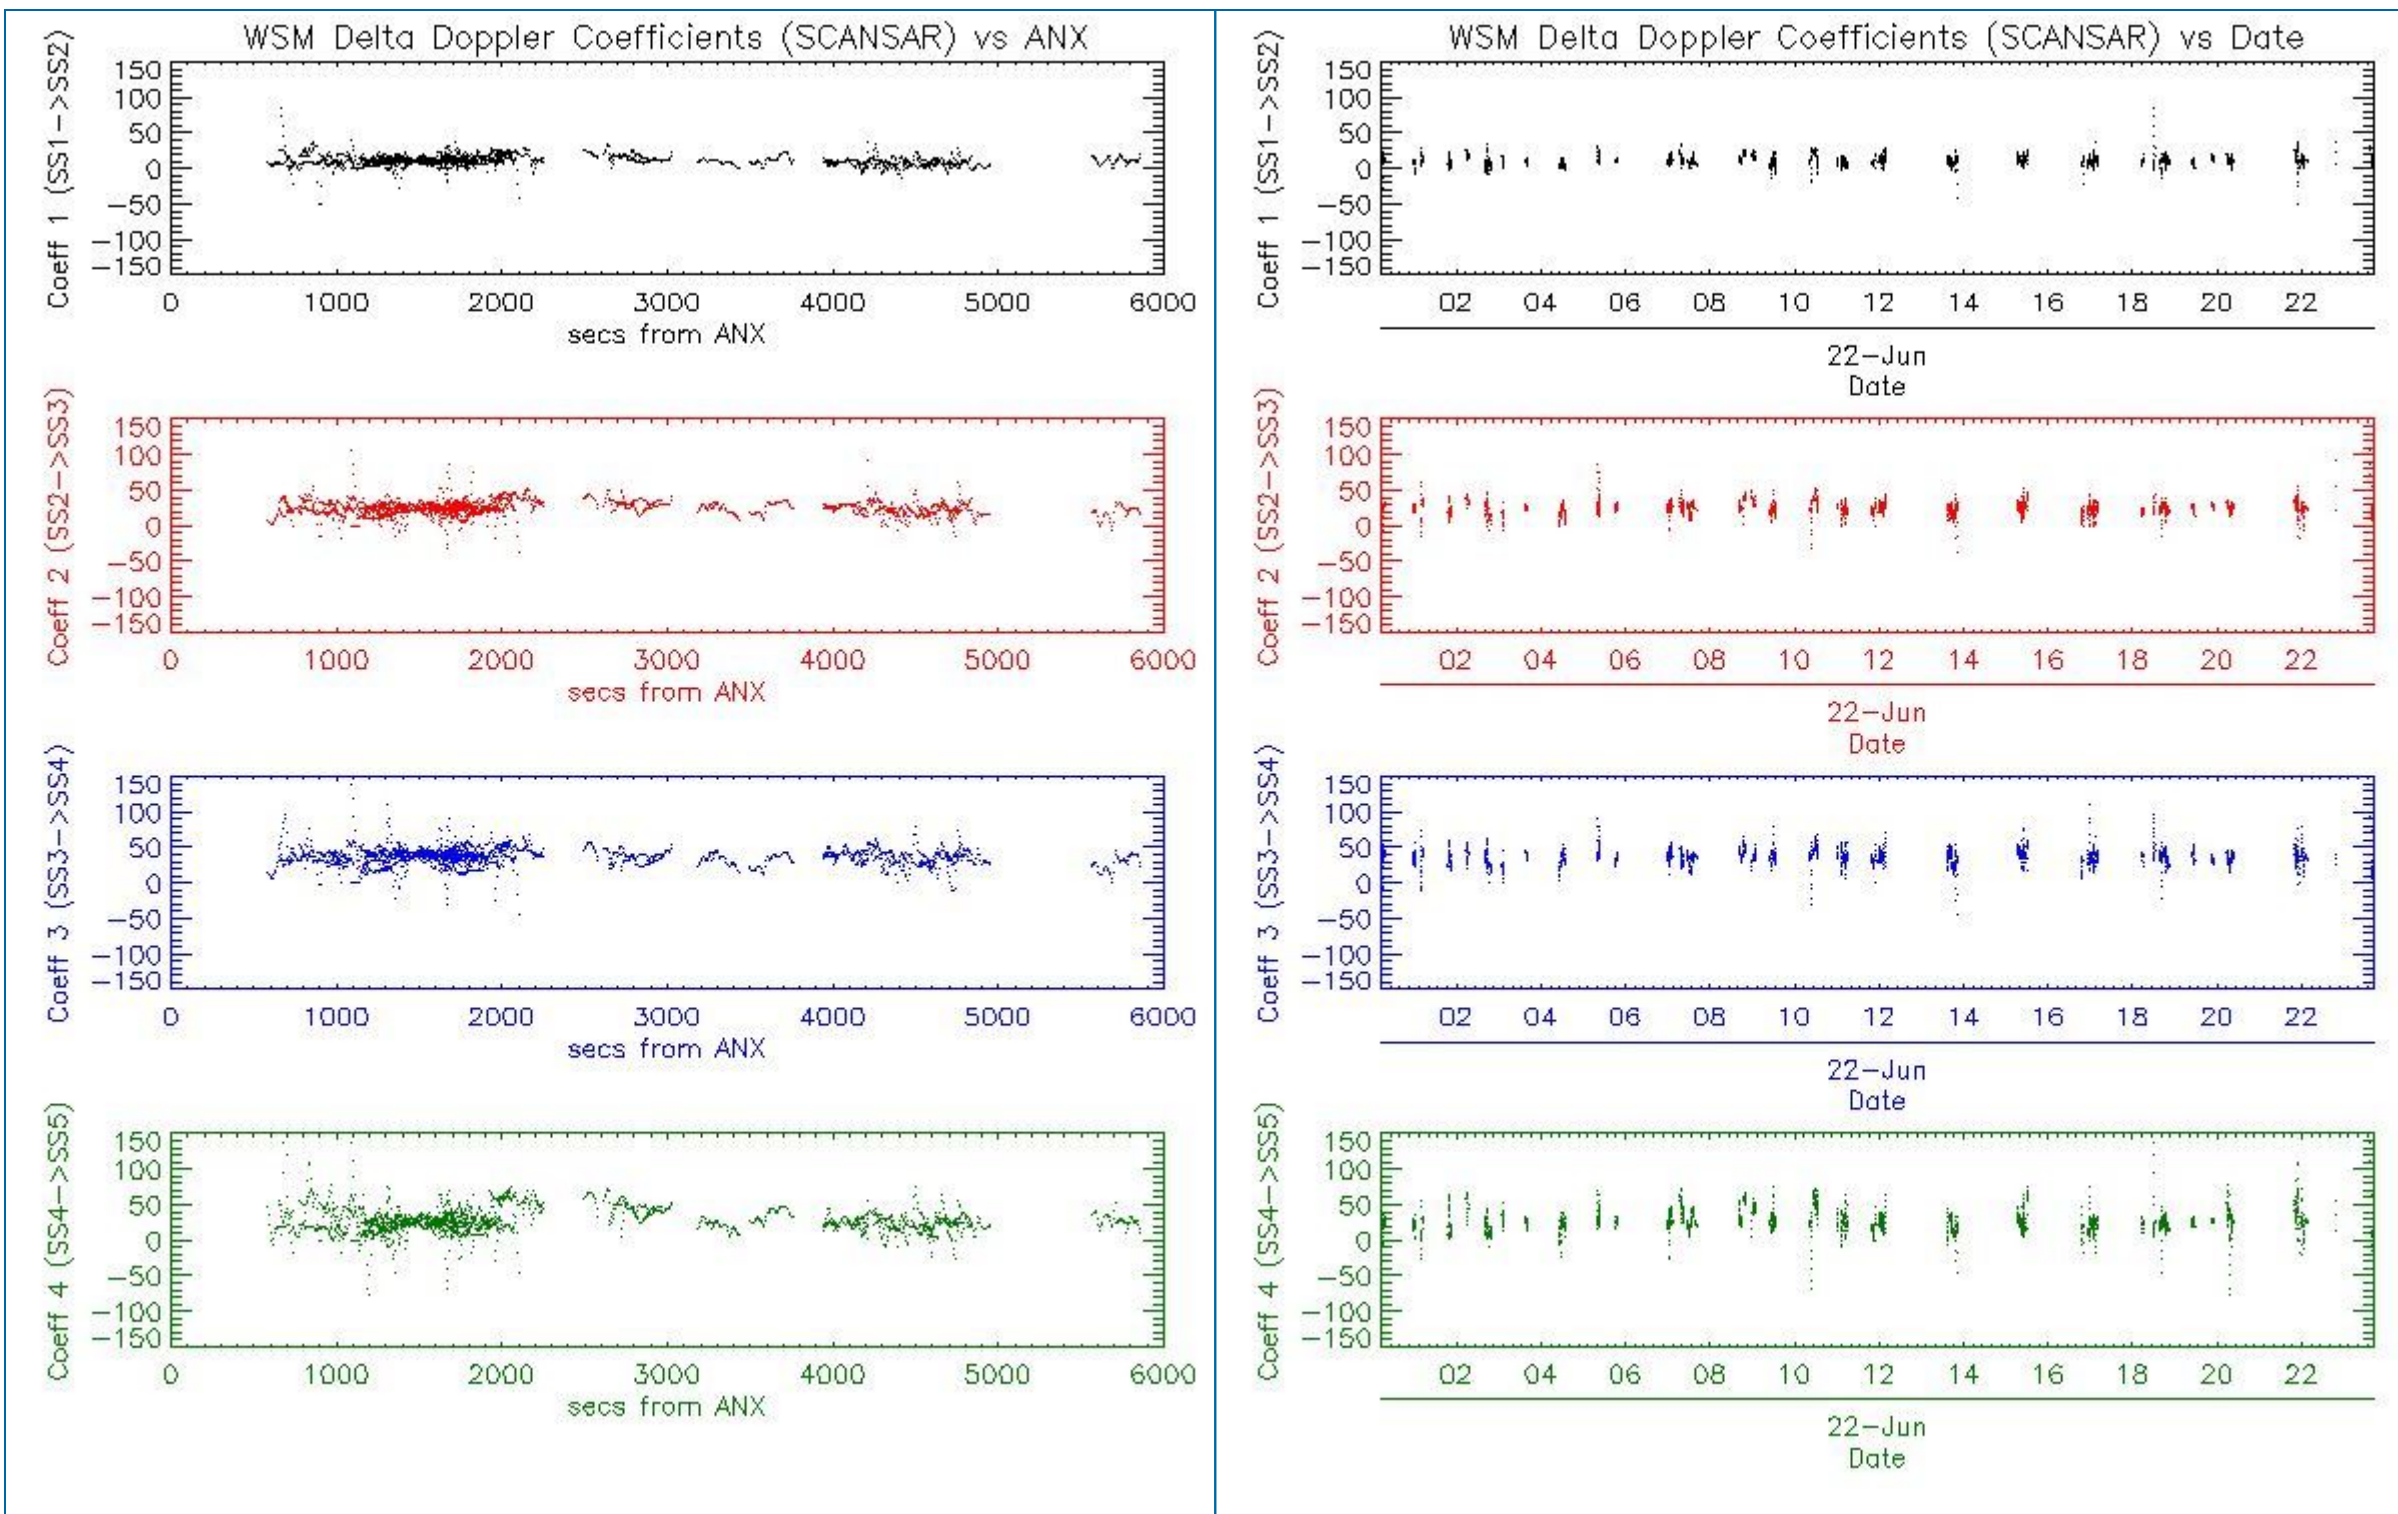 WSM Delta Doppler Coefficients (SCANSAR) vs ANX
Coeff 1 (SS1->SS2)
150
100
50
0
-50
-100
-150
0 1000 2000 3000 4000 5000 6000
secs from ANX
Coeff 2 (SS2->SS3)
150
100
50
0
-50
-100
-150
0 1000 2000 3000 4000 5000 6000
secs from ANX
Coeff 3 (SS3->SS4)
150
100
50
0
-50
-100
-150
0 1000 2000 3000 4000 5000 6000
secs from ANX
Coeff 4 (SS4->SS5)
150
100
50
0
-50
-100
-150
0 1000 2000 3000 4000 5000 6000
secs from ANX
WSM Delta Doppler Coefficients (SCANSAR) vs Date
Coeff 1 (SS1->SS2)
150
100
50
0
-50
-100
-150
02 04 06 08 10 12 14 16 18 20 22
22-Jun
Date
Coeff 2 (SS2->SS3)
150
100
50
0
-50
-100
-150
02 04 06 08 10 12 14 16 18 20 22
22-Jun
Date
Coeff 3 (SS3->SS4)
150
100
50
0
-50
-100
-150
02 04 06 08 10 12 14 16 18 20 22
22-Jun
Date
Coeff 4 (SS4->SS5)
150
100
50
0
-50
-100
-150
02 04 06 08 10 12 14 16 18 20 22
22-Jun
Date